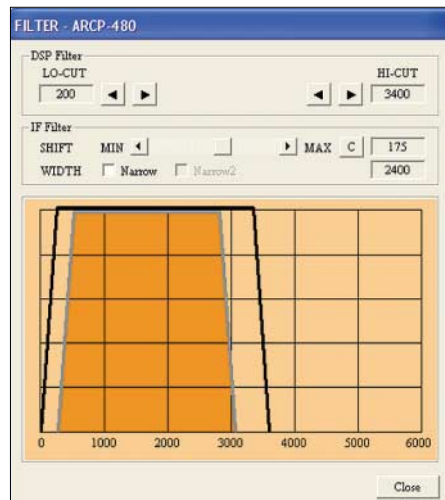 FILTER - ARCP-480
DSP Filter
LO-CUT HI-CUT
200 3400
IF Filter
SHIFT MIN MAX C 175
WIDTH Narrow Narrow2 2400
0 1000 2000 3000 4000 5000 6000
Close